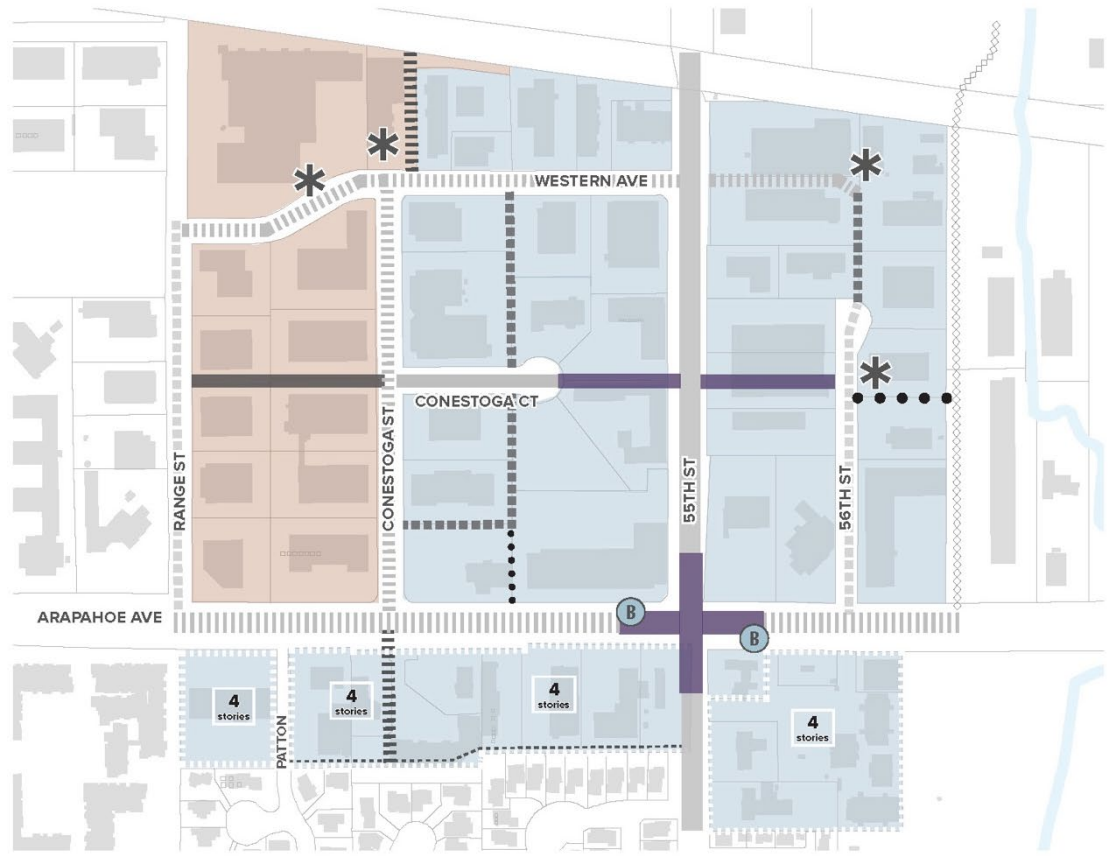 WESTERN AVE
CONESTOGA CT
RANGE ST
CONESTOGA ST
55TH ST
56TH ST
ARAPAHOE AVE
B
B
4
stories
4
stories
4
stories
4
stories
PATTON